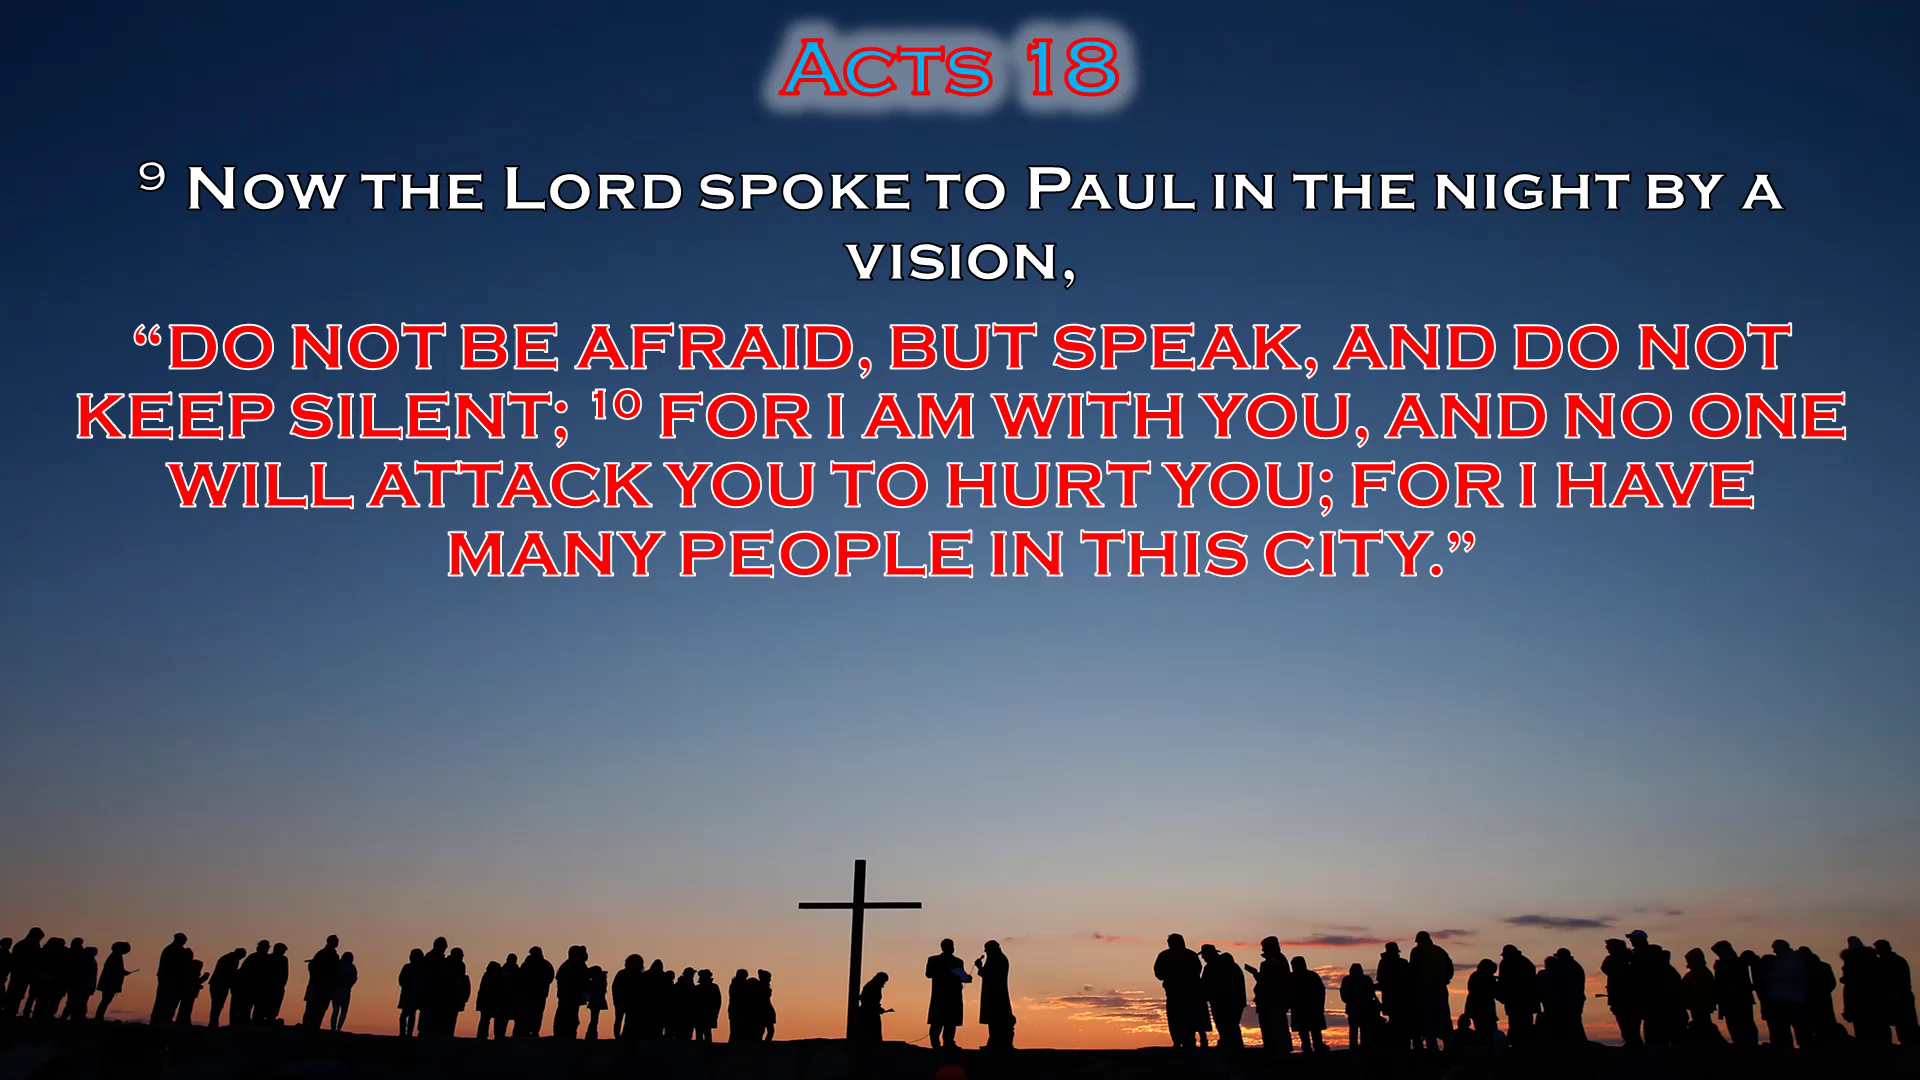 Acts 18
9 Now the Lord spoke to Paul in the night by a
vision,
“DO NOT BE AFRAID, BUT SPEAK, AND DO NOT
KEEP SILENT; 10 FOR I AM WITH YOU, AND NO ONE
WILL ATTACK YOU TO HURT YOU; FOR I HAVE
MANY PEOPLE IN THIS CITY.”